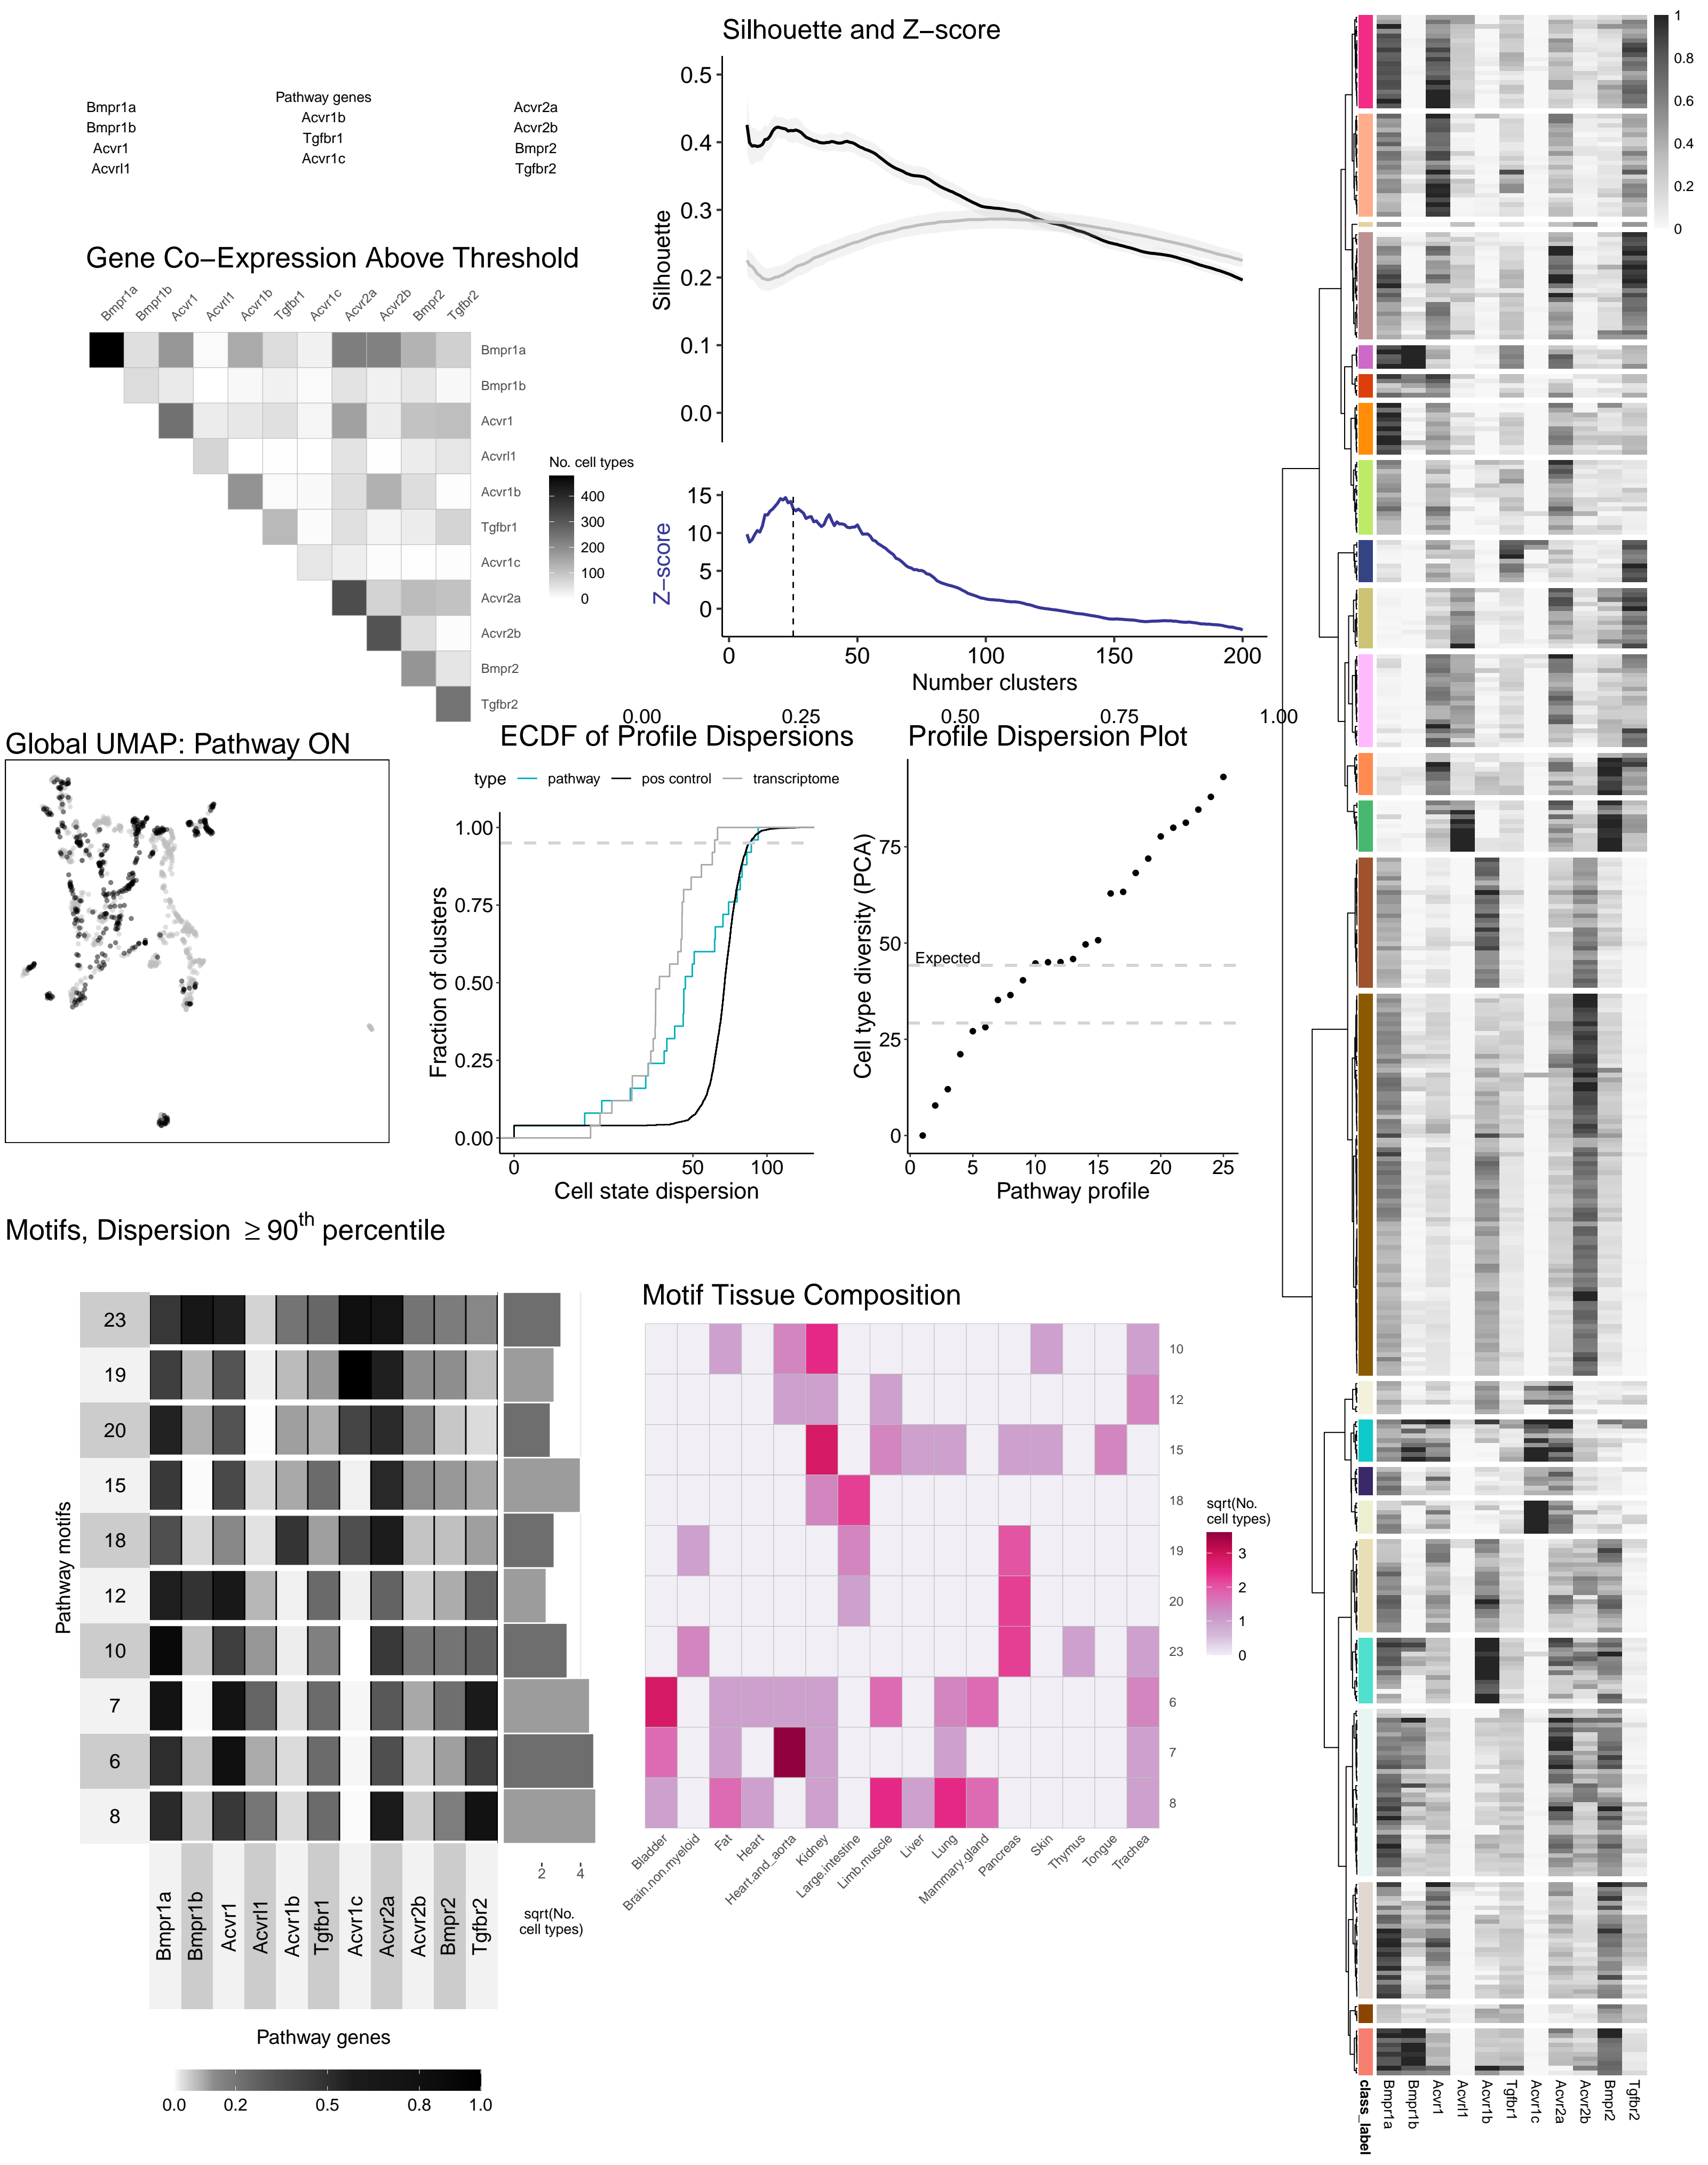 Pathway genes
Bmpr1a
Bmpr1b
Acvr1
Acvrl1
Acvr1b
Tgfbr1
Acvr1c
Acvr2a
Acvr2b
Bmpr2
Tgfbr2
Gene Co−Expression Above Threshold
Bmpr1a Bmpr1b Acvr1 Acvrl1 Acvr1b Tgfbr1 Acvr1c Acvr2a Acvr2b Bmpr2 Tgfbr2
Bmpr1a
Bmpr1b
Acvr1
Acvrl1
Acvr1b
Tgfbr1
Acvr1c
Acvr2a
Acvr2b
Bmpr2
Tgfbr2
No. cell types
400
300
200
100
0
Silhouette and Z−score
Silhouette
0.5
0.4
0.3
0.2
0.1
0.0
Z−score
15
10
5
0
0 50 100 150 200
Number clusters
0.00 0.25 0.50 0.75 1.00
Global UMAP: Pathway ON
ECDF of Profile Dispersions
type pathway pos control transcriptome
Fraction of clusters
1.00
0.75
0.50
0.25
0.00
0 50 100
Cell state dispersion
Profile Dispersion Plot
Cell type diversity (PCA)
75
50
25
0
Expected
0 5 10 15 20 25
Pathway profile
Motifs, Dispersion ≥ 90th percentile
Pathway motifs
23
19
20
15
18
12
10
7
6
8
Bmpr1a Bmpr1b Acvr1 Acvrl1 Acvr1b Tgfbr1 Acvr1c Acvr2a Acvr2b Bmpr2 Tgfbr2
2 4
sqrt(No.
cell types)
Pathway genes
0.0 0.2 0.5 0.8 1.0
Motif Tissue Composition
10
12
15
18
19
20
23
6
7
8
Bladder Brain.non.myeloid Fat Heart Heart.and_aorta Kidney Large.intestine Limb.muscle Liver Lung Mammary.gland Pancreas Skin Thymus Tongue Trachea
sqrt(No.
cell types)
3
2
1
0
1
0.8
0.6
0.4
0.2
0
class_label Bmpr1a Bmpr1b Acvr1 Acvrl1 Acvr1b Tgfbr1 Acvr1c Acvr2a Acvr2b Bmpr2 Tgfbr2